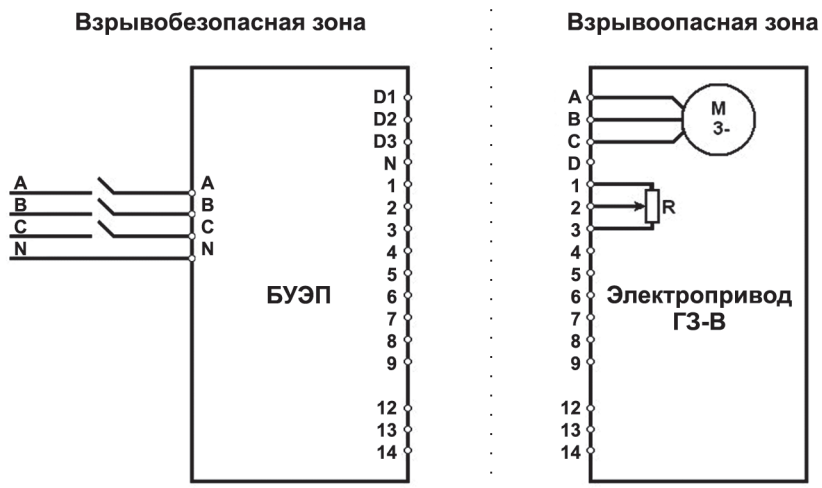 Взрывобезопасная зона
Взрывоопасная зона
D1
D2
D3
N
1
2
3
4
5
6
7
8
9
12
13
14
A
B
C
N
A
B
C
N
БУЭП
A
B
C
D
1
2
3
4
5
6
7
8
9
12
13
14
М
3-
R
Электропривод
ГЗ-В